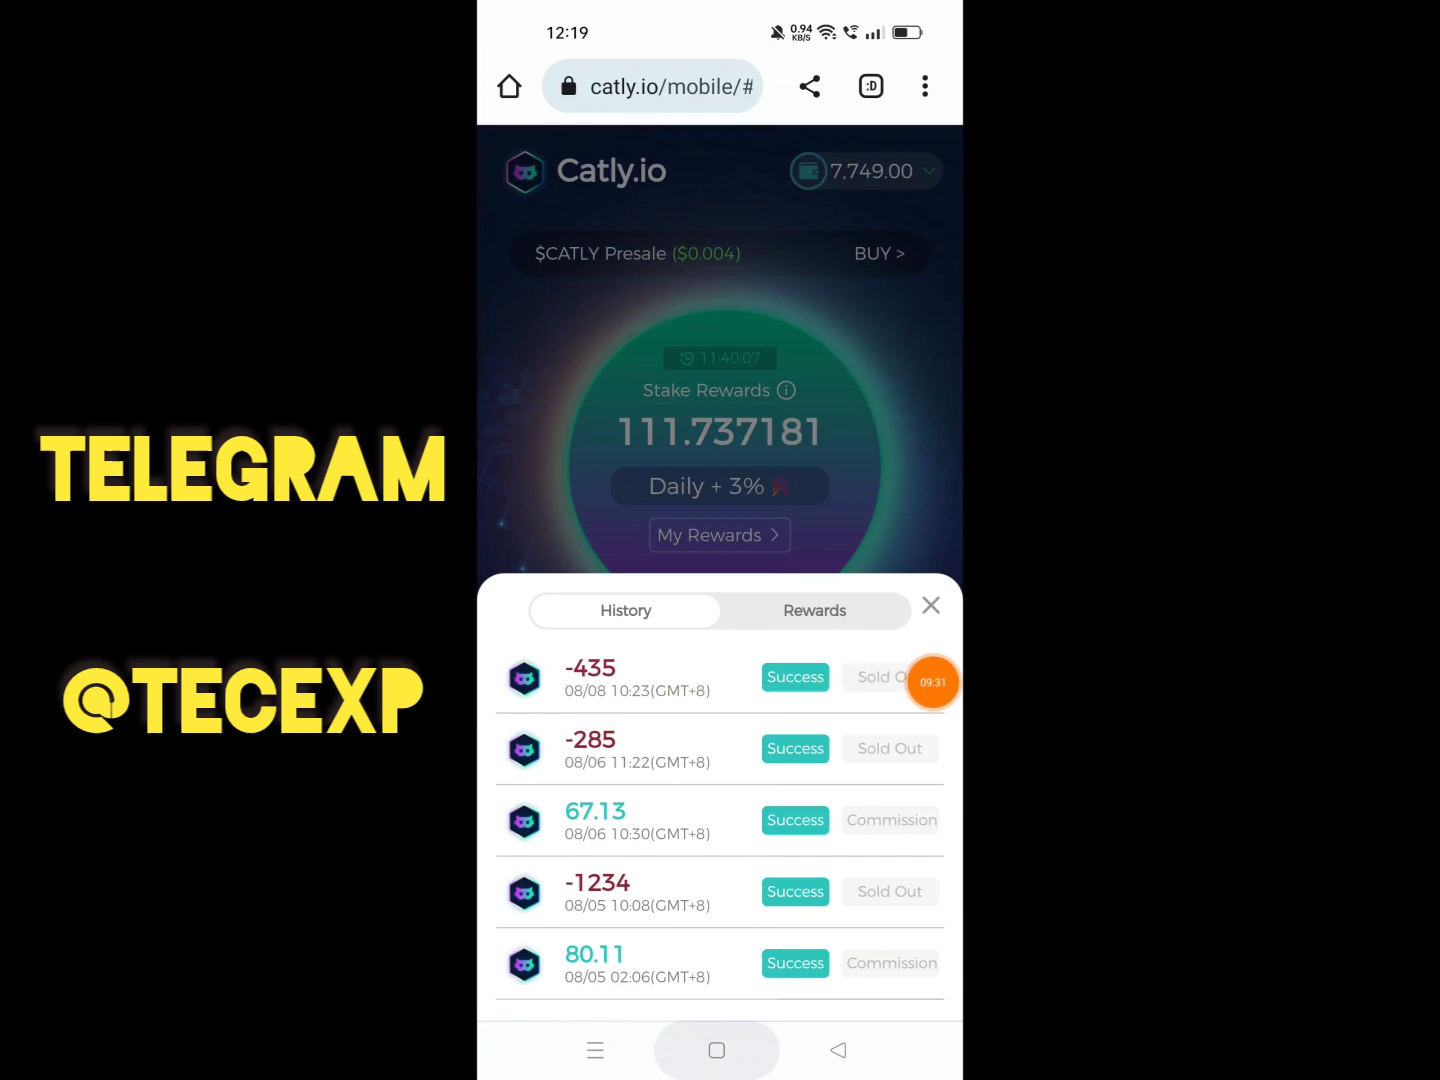 12:19
0.94
KB/S
catly.io/mobile/#
:D
Catly.io
7,749.00
$CATLY Presale ($0.004)
BUY >
11:40:07
Stake Rewards
111.737181
Daily + 3%
My Rewards >
TELEGRAM
@TECEXP
History
Rewards
-435
08/08 10:23(GMT+8)
Success
Sold O
09:31
-285
08/06 11:22(GMT+8)
Success
Sold Out
67.13
08/06 10:30(GMT+8)
Success
Commission
-1234
08/05 10:08(GMT+8)
Success
Sold Out
80.11
08/05 02:06(GMT+8)
Success
Commission